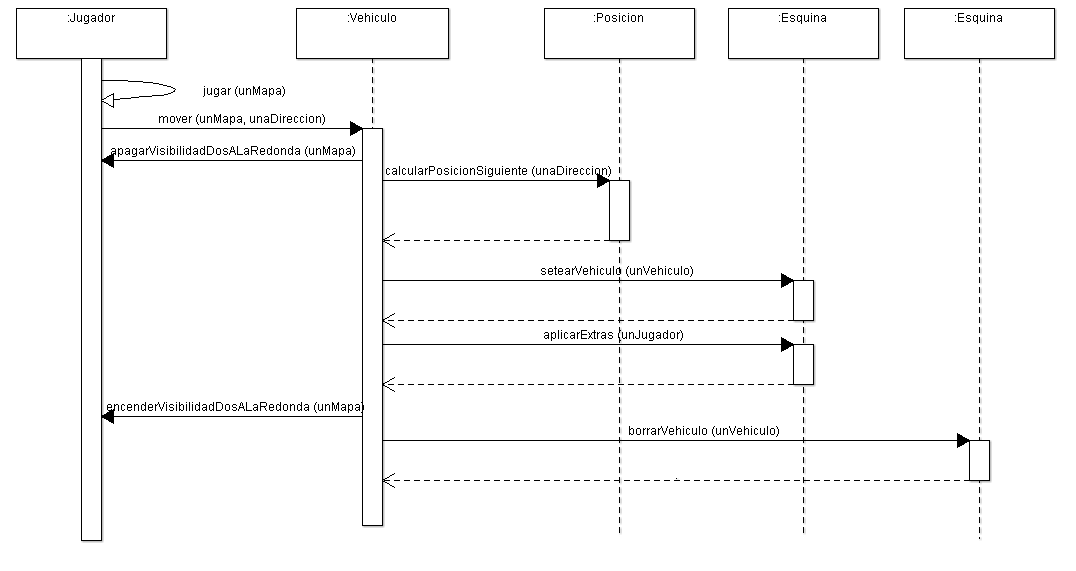 :Jugador
:Vehiculo
:Posicion
:Esquina
:Esquina
jugar (unMapa)
mover (unMapa, unaDireccion)
apagarVisibilidadDosALaRedonda (unMapa)
calcularPosicionSiguiente (unaDireccion)
setearVehiculo (unVehiculo)
aplicarExtras (unJugador)
encenderVisibilidadDosALaRedonda (unMapa)
borrarVehiculo (unVehiculo)